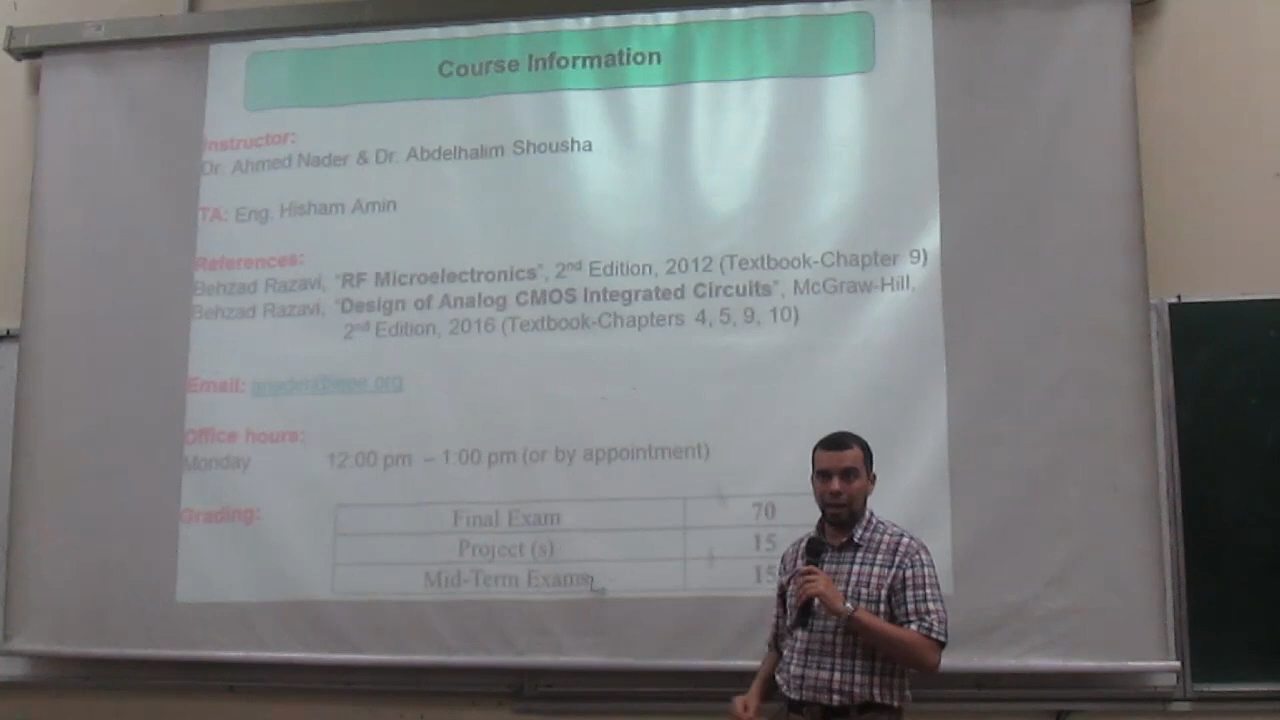 Course Information
Instructor:
Dr. Ahmed Nader & Dr. Abdelhalim Shousha
TA: Eng. Hisham Amin
References:
Behzad Razavi, "RF Microelectronics", 2nd Edition, 2012 (Textbook-Chapter 9)
Behzad Razavi, "Design of Analog CMOS Integrated Circuits", McGraw-Hill,
2nd Edition, 2016 (Textbook-Chapters 4, 5, 9, 10)
Email:
Office hours:
Monday 12:00 pm – 1:00 pm (or by appointment)
Grading:
Final Exam 70
Project (s) 15
Mid-Term Exams 15